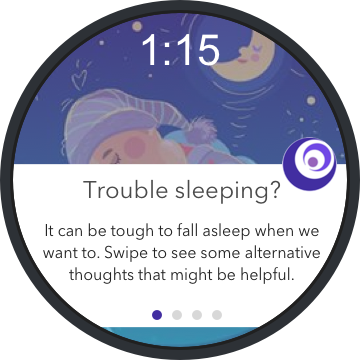 1:15
Trouble sleeping?
It can be tough to fall asleep when we
want to. Swipe to see some alternative
thoughts that might be helpful.